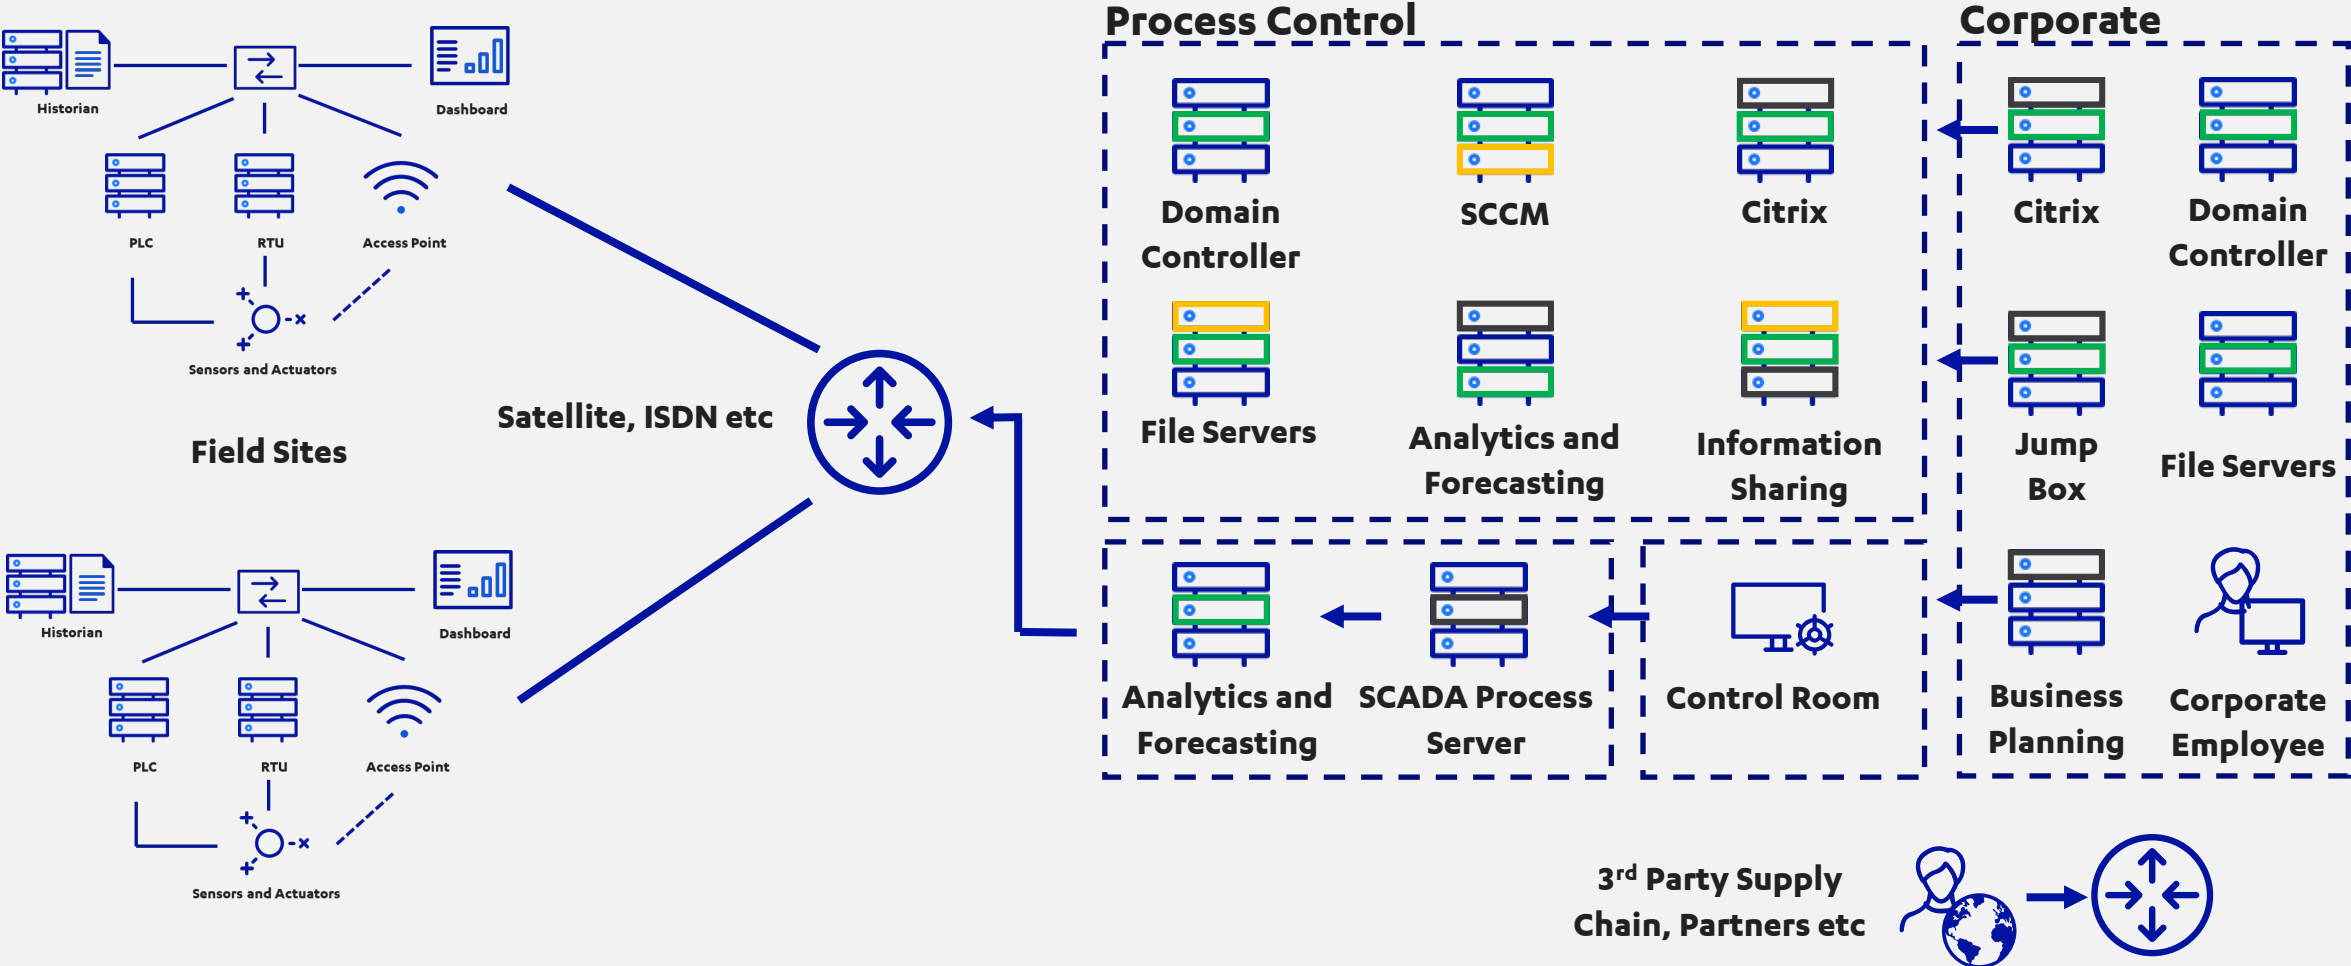 Process Control
Corporate
Historian
Dashboard
PLC
RTU
Access Point
Sensors and Actuators
Field Sites
Satellite, ISDN etc
Historian
Dashboard
PLC
RTU
Access Point
Sensors and Actuators
Domain
Controller
SCCM
Citrix
File Servers
Analytics and
Forecasting
Information
Sharing
Analytics and
Forecasting
SCADA Process
Server
Control Room
Citrix
Domain
Controller
Jump
Box
File Servers
Business
Planning
Corporate
Employee
3rd Party Supply
Chain, Partners etc